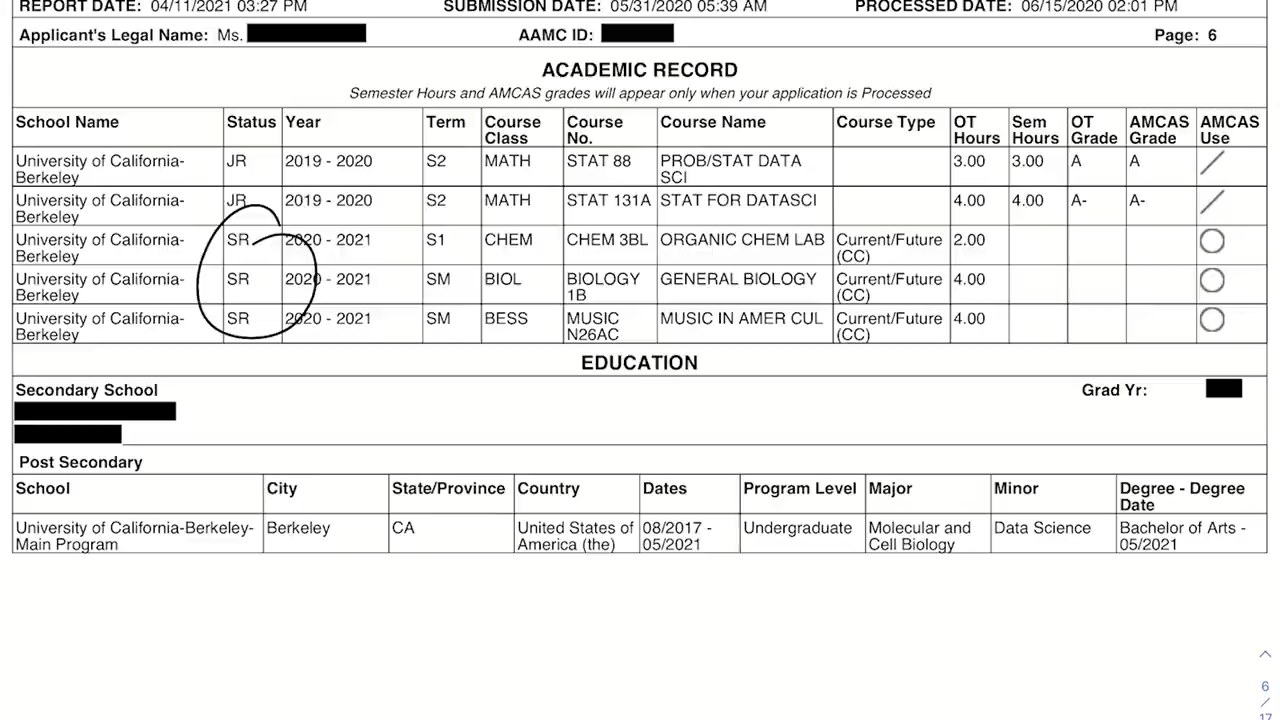 REPORT DATE: 04/11/2021 03:27 PM SUBMISSION DATE: 05/31/2020 05:39 AM PROCESSED DATE: 06/15/2020 02:01 PM
Applicant's Legal Name: Ms. AAMC ID: Page: 6
ACADEMIC RECORD
Semester Hours and AMCAS grades will appear only when your application is Processed
School Name Status Year Term Course Class Course No. Course Name Course Type OT Hours Sem Hours OT Grade AMCAS Grade AMCAS Use
University of California-Berkeley JR 2019 - 2020 S2 MATH STAT 88 PROB/STAT DATA SCI 3.00 3.00 A A
University of California-Berkeley JR 2019 - 2020 S2 MATH STAT 131A STAT FOR DATASCI 4.00 4.00 A- A-
University of California-Berkeley SR 2020 - 2021 S1 CHEM CHEM 3BL ORGANIC CHEM LAB Current/Future (CC) 2.00
University of California-Berkeley SR 2020 - 2021 SM BIOL BIOLOGY 1B GENERAL BIOLOGY Current/Future (CC) 4.00
University of California-Berkeley SR 2020 - 2021 SM BESS MUSIC N26AC MUSIC IN AMER CUL Current/Future (CC) 4.00
EDUCATION
Secondary School Grad Yr:
Post Secondary
School City State/Province Country Dates Program Level Major Minor Degree - Degree Date
University of California-Berkeley-Main Program Berkeley CA United States of America (the) 08/2017 - 05/2021 Undergraduate Molecular and Cell Biology Data Science Bachelor of Arts - 05/2021
6
/
17